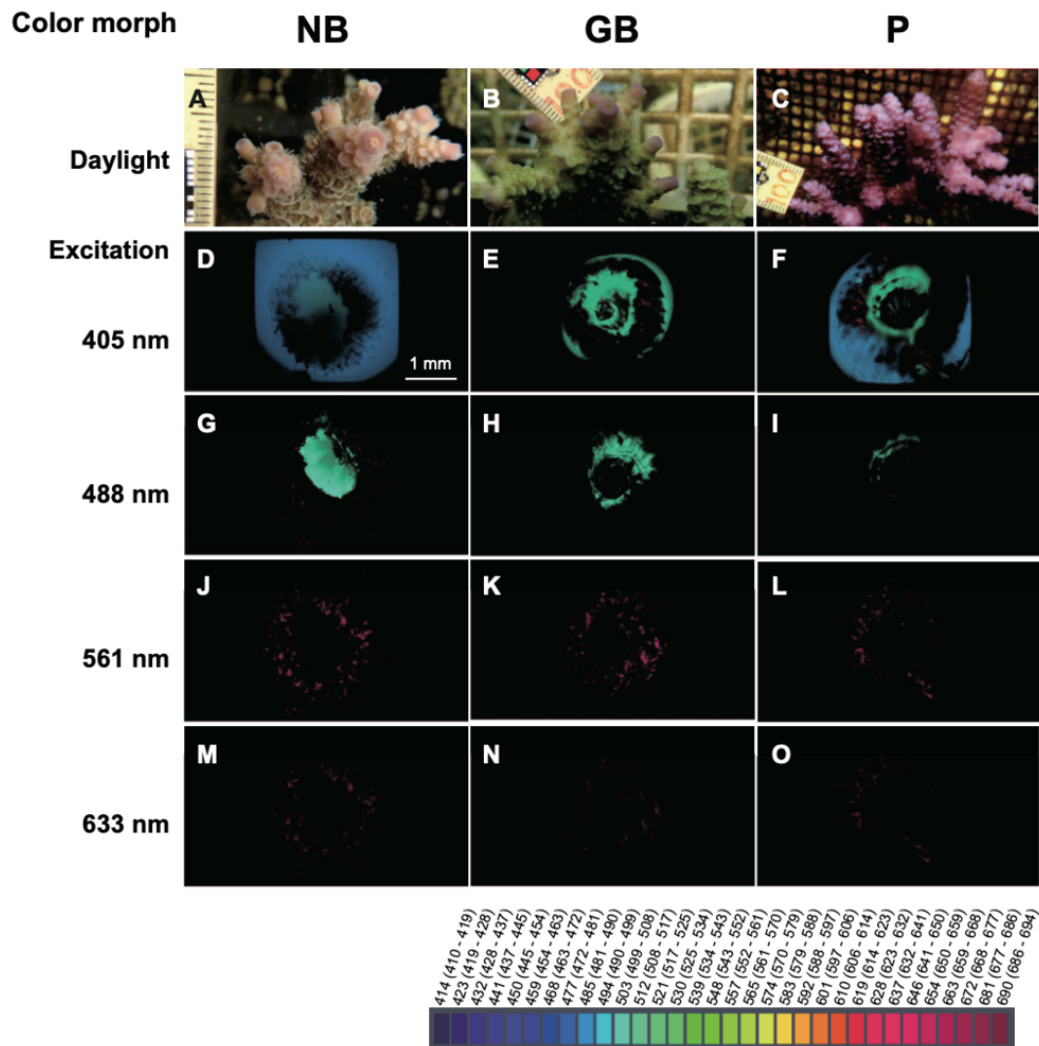 Color morph NB GB P
Daylight A B C
Excitation
405 nm D E F
1 mm
488 nm G H I
561 nm J K L
633 nm M N O
414 (410 - 419)
423 (419 - 428)
432 (428 - 437)
441 (437 - 445)
450 (445 - 454)
459 (454 - 463)
468 (463 - 472)
477 (472 - 481)
485 (481 - 490)
494 (490 - 499)
503 (499 - 508)
512 (508 - 517)
521 (517 - 525)
530 (525 - 534)
539 (534 - 543)
548 (543 - 552)
557 (552 - 561)
565 (561 - 570)
574 (570 - 579)
583 (579 - 588)
592 (588 - 597)
601 (597 - 606)
610 (606 - 614)
619 (614 - 623)
628 (623 - 632)
637 (632 - 641)
646 (641 - 650)
654 (650 - 659)
663 (659 - 668)
672 (668 - 677)
681 (677 - 686)
690 (686 - 694)